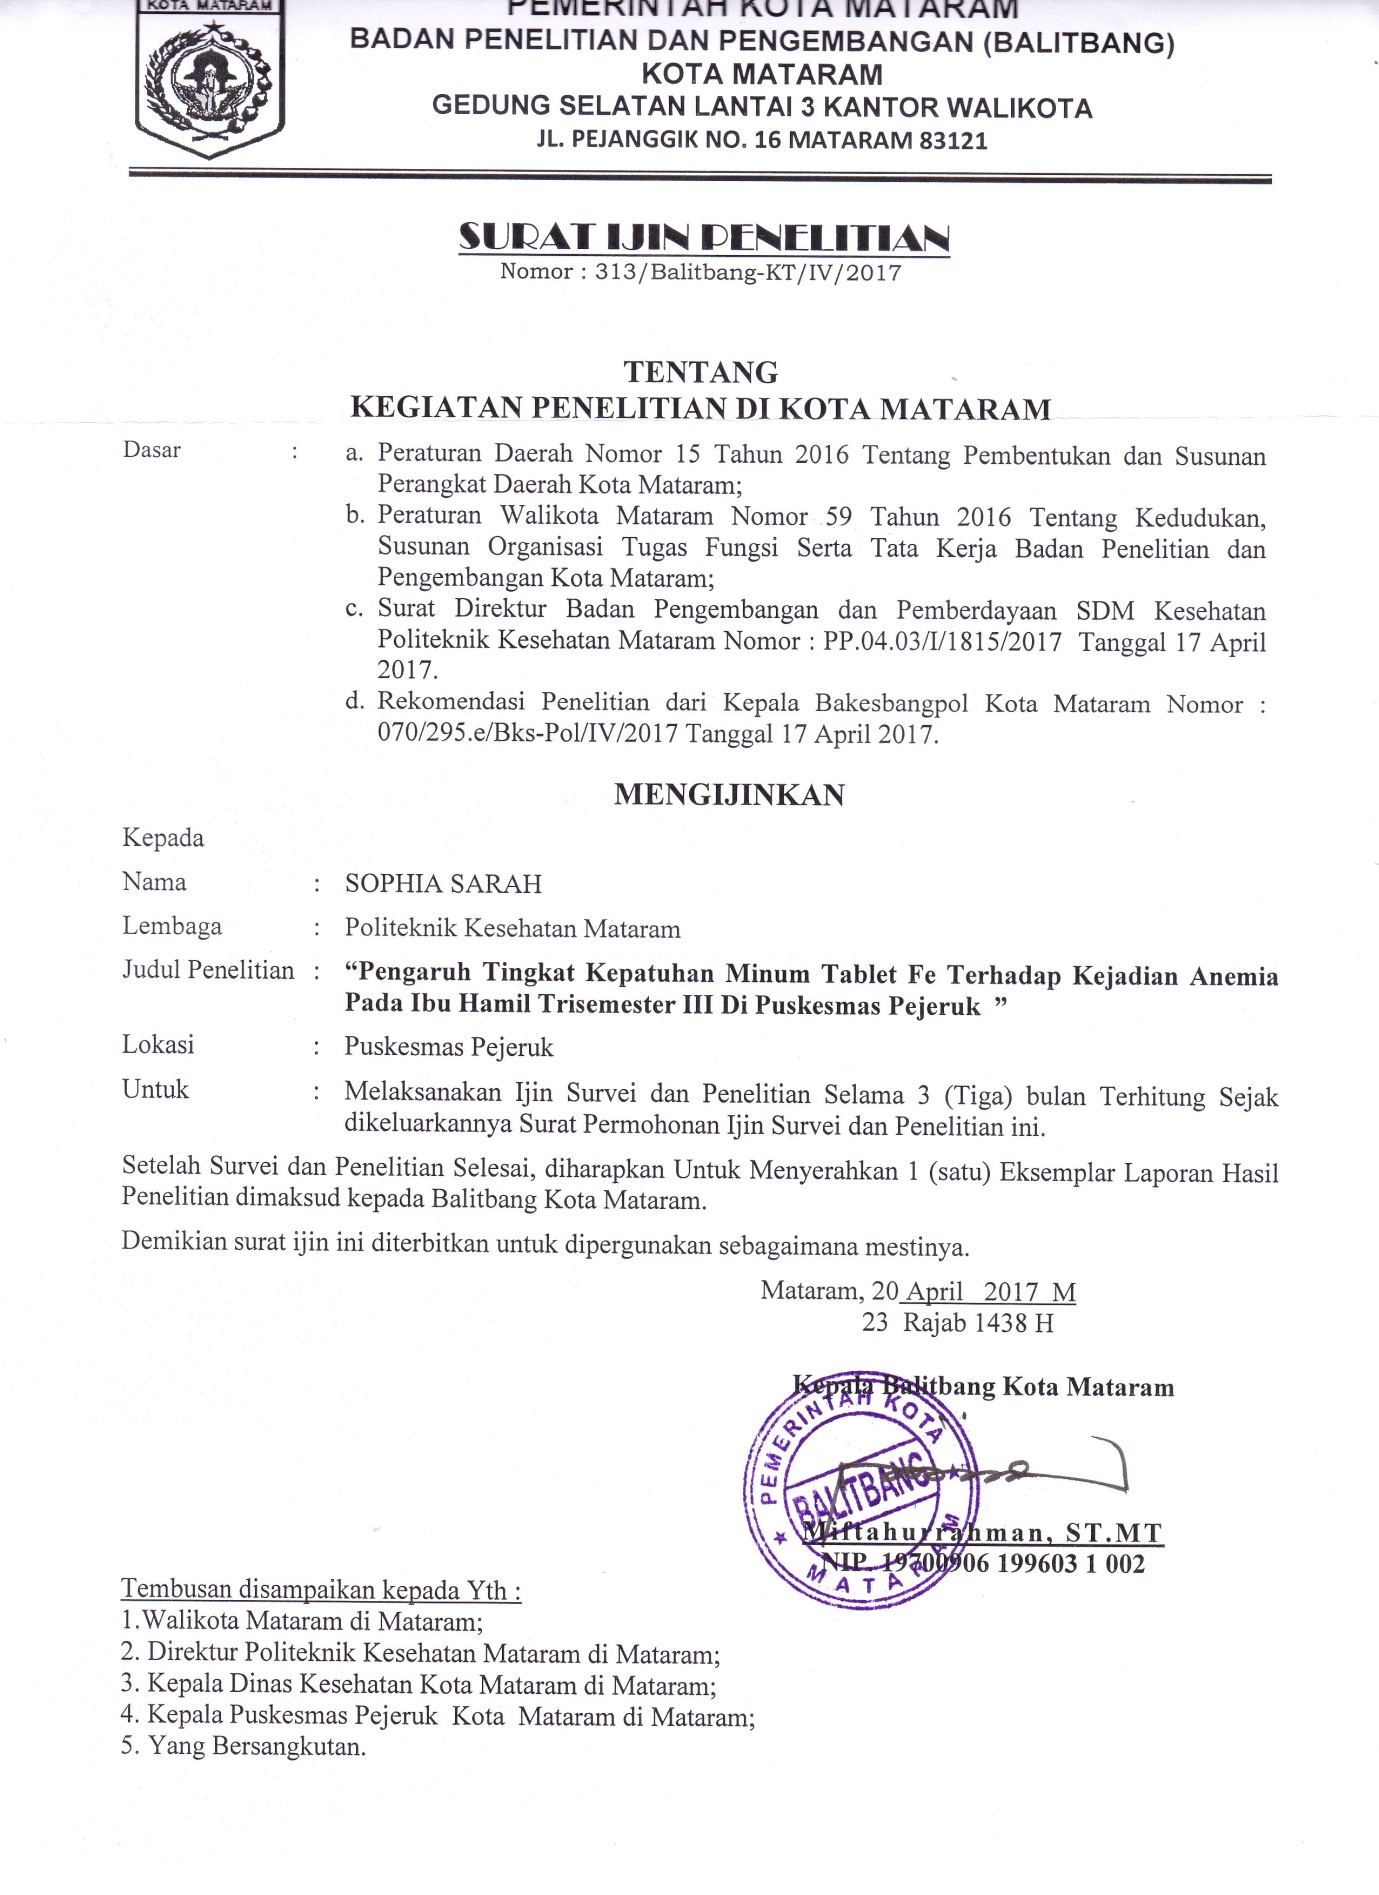 KOTA MATARAM
PEMERINTAH KOTA MATARAM
BADAN PENELITIAN DAN PENGEMBANGAN (BALITBANG)
KOTA MATARAM
GEDUNG SELATAN LANTAI 3 KANTOR WALIKOTA
JL. PEJANGGIK NO. 16 MATARAM 83121
SURAT IJIN PENELITIAN
Nomor : 313/Balitbang-KT/IV/2017
TENTANG
KEGIATAN PENELITIAN DI KOTA MATARAM
Dasar : a. Peraturan Daerah Nomor 15 Tahun 2016 Tentang Pembentukan dan Susunan
Perangkat Daerah Kota Mataram;
b. Peraturan Walikota Mataram Nomor 59 Tahun 2016 Tentang Kedudukan,
Susunan Organisasi Tugas Fungsi Serta Tata Kerja Badan Penelitian dan
Pengembangan Kota Mataram;
c. Surat Direktur Badan Pengembangan dan Pemberdayaan SDM Kesehatan
Politeknik Kesehatan Mataram Nomor : PP.04.03/I/1815/2017 Tanggal 17 April
2017.
d. Rekomendasi Penelitian dari Kepala Bakesbangpol Kota Mataram Nomor :
070/295.e/Bks-Pol/IV/2017 Tanggal 17 April 2017.
MENGIJINKAN
Kepada
Nama : SOPHIA SARAH
Lembaga : Politeknik Kesehatan Mataram
Judul Penelitian : “Pengaruh Tingkat Kepatuhan Minum Tablet Fe Terhadap Kejadian Anemia
Pada Ibu Hamil Trisemester III Di Puskesmas Pejeruk ”
Lokasi : Puskesmas Pejeruk
Untuk : Melaksanakan Ijin Survei dan Penelitian Selama 3 (Tiga) bulan Terhitung Sejak
dikeluarkannya Surat Permohonan Ijin Survei dan Penelitian ini.
Setelah Survei dan Penelitian Selesai, diharapkan Untuk Menyerahkan 1 (satu) Eksemplar Laporan Hasil
Penelitian dimaksud kepada Balitbang Kota Mataram.
Demikian surat ijin ini diterbitkan untuk dipergunakan sebagaimana mestinya.
Mataram, 20 April 2017 M
23 Rajab 1438 H
Kepala Balitbang Kota Mataram
PEMERINTAH KOTA
BALITBANG
MATARAM
Miftahurrahman, ST.MT
NIP. 19700906 199603 1 002
Tembusan disampaikan kepada Yth :
1.Walikota Mataram di Mataram;
2. Direktur Politeknik Kesehatan Mataram di Mataram;
3. Kepala Dinas Kesehatan Kota Mataram di Mataram;
4. Kepala Puskesmas Pejeruk Kota Mataram di Mataram;
5. Yang Bersangkutan.